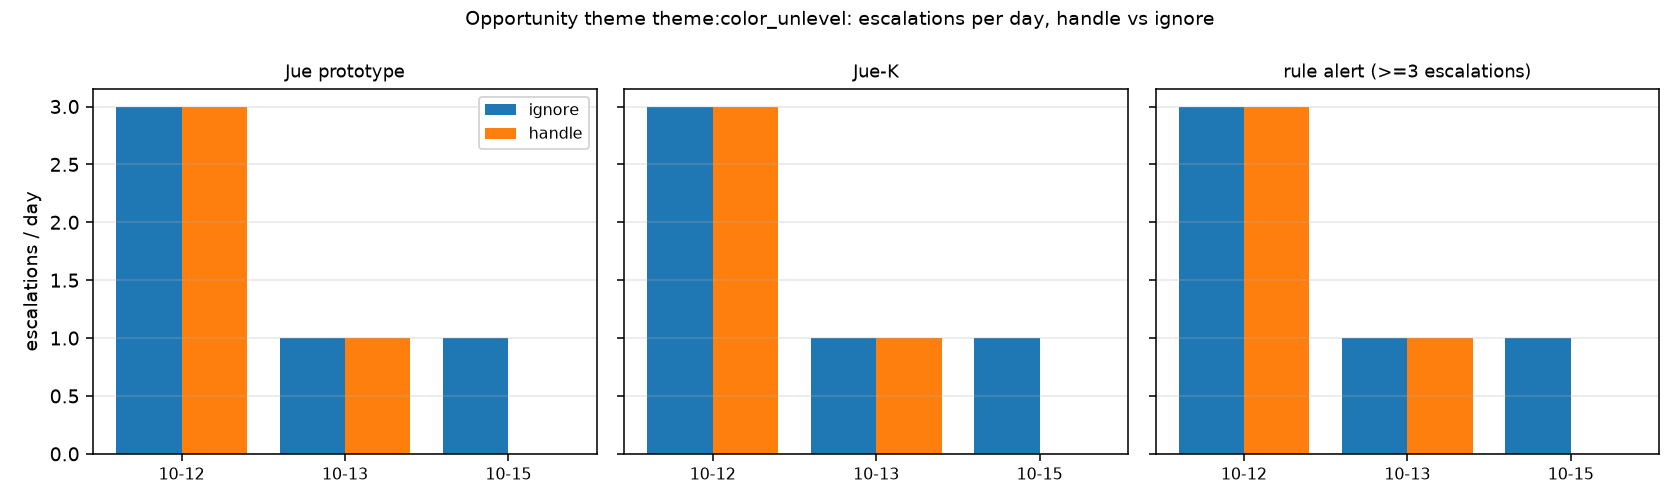 Opportunity theme theme:color_unlevel: escalations per day, handle vs ignore
Jue prototype
Jue-K
rule alert (>=3 escalations)
ignore
handle
escalations / day
3.0
2.5
2.0
1.5
1.0
0.5
0.0
10-12
10-13
10-15
10-12
10-13
10-15
10-12
10-13
10-15